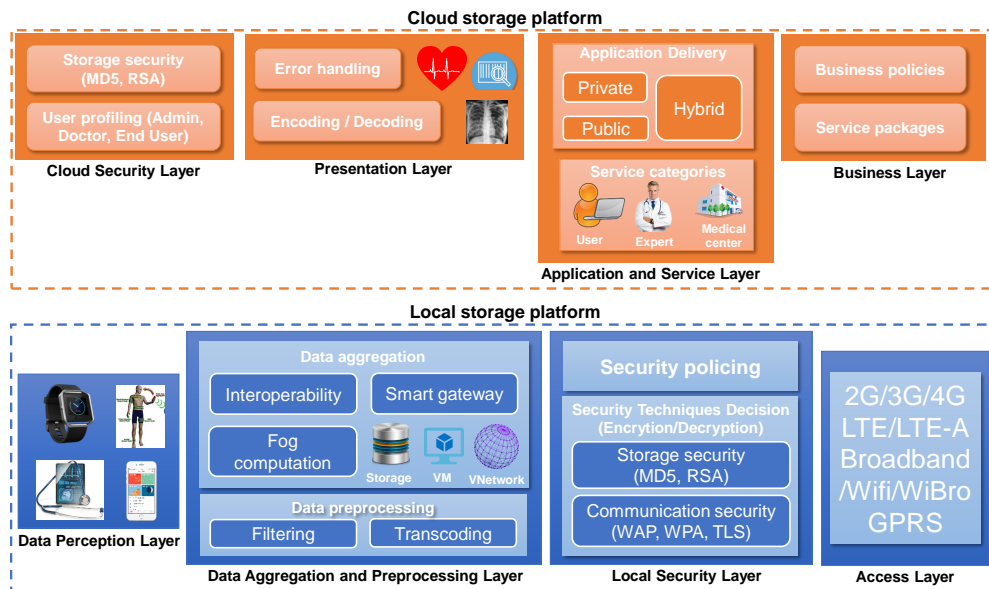 Cloud storage platform
Storage security
(MD5, RSA)
User profiling (Admin,
Doctor, End User)
Cloud Security Layer
Error handling
Encoding / Decoding
Presentation Layer
Application Delivery
Private
Public
Hybrid
Service categories
User
Expert
Medical
center
Application and Service Layer
Business policies
Service packages
Business Layer
Local storage platform
Data Perception Layer
Data aggregation
Interoperability
Smart gateway
Fog
computation
Storage
VM
VNetwork
Data preprocessing
Filtering
Transcoding
Data Aggregation and Preprocessing Layer
Security policing
Security Techniques Decision
(Encrytion/Decryption)
Storage security
(MD5, RSA)
Communication security
(WAP, WPA, TLS)
Local Security Layer
2G/3G/4G
LTE/LTE-A
Broadband
/Wifi/WiBro
GPRS
Access Layer